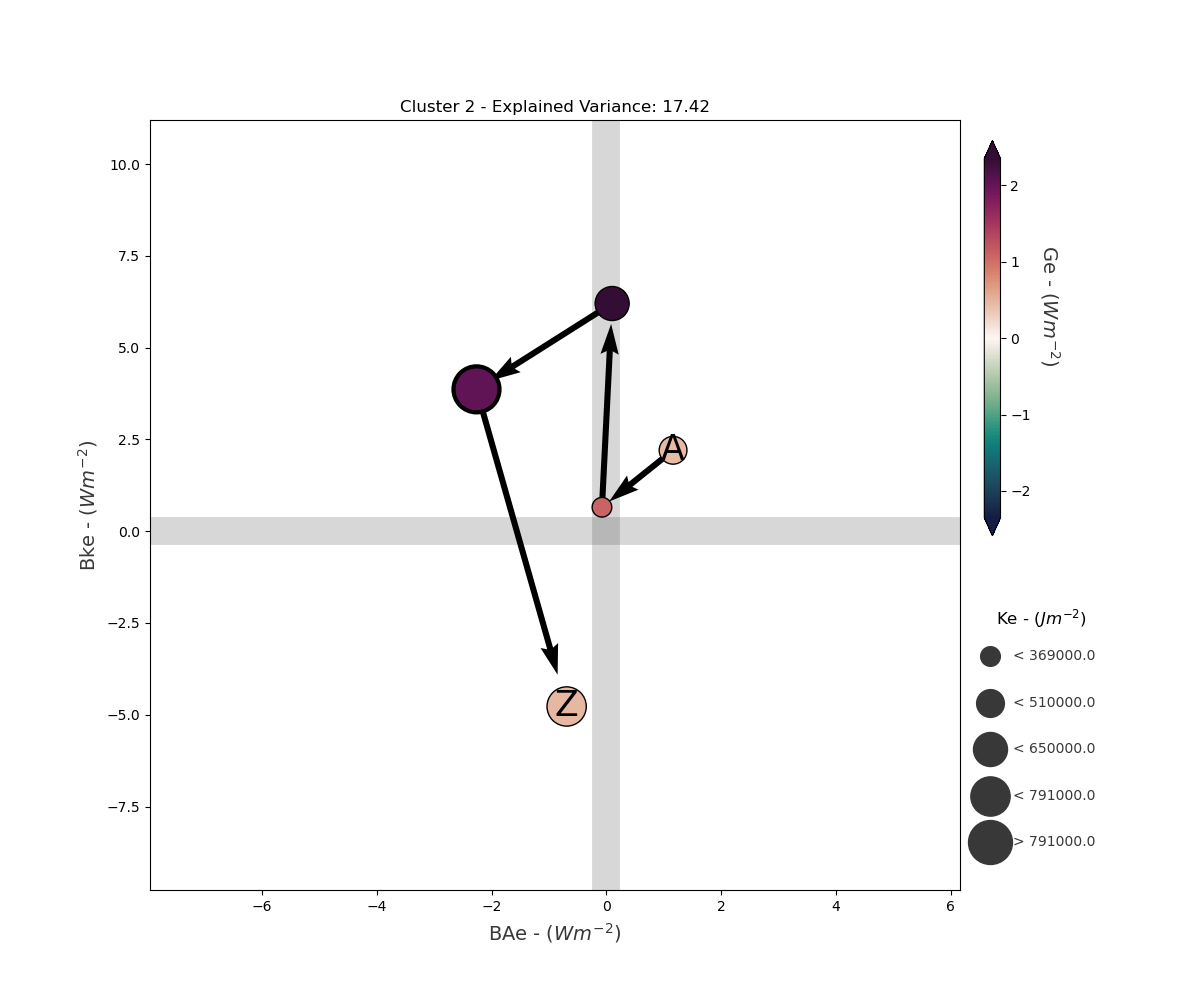 Cluster 2 - Explained Variance: 17.42
10.0
7.5
5.0
2.5
0.0
−2.5
−5.0
−7.5
Bke - (Wm⁻²)
A
Z
−6 −4 −2 0 2 4 6
BAe - (Wm⁻²)
2
1
0
−1
−2
Ge - (Wm⁻²)
Ke - (Jm⁻²)
< 369000.0
< 510000.0
< 650000.0
< 791000.0
> 791000.0